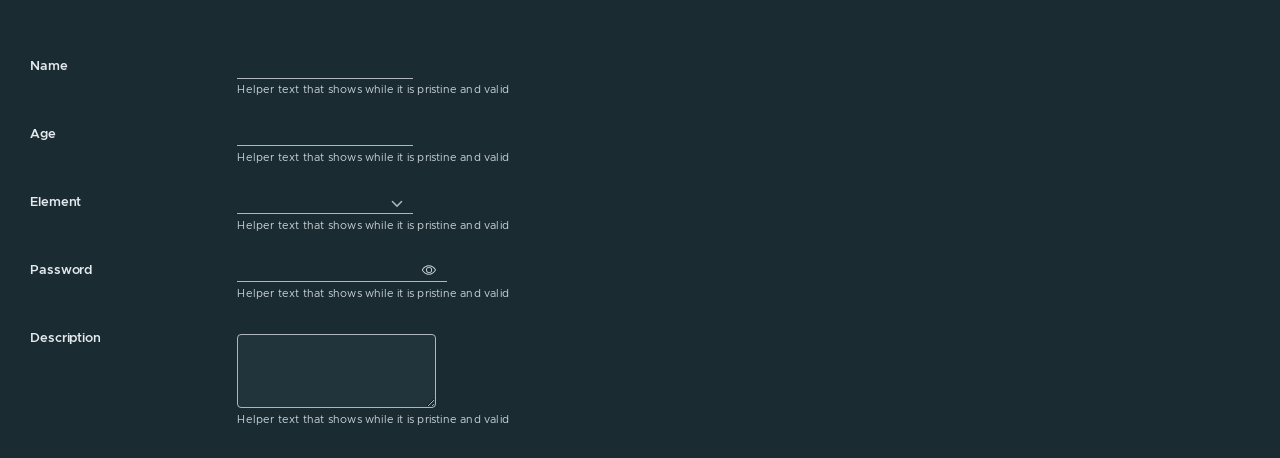 Name
Helper text that shows while it is pristine and valid
Age
Helper text that shows while it is pristine and valid
Element
Helper text that shows while it is pristine and valid
Password
Helper text that shows while it is pristine and valid
Description
Helper text that shows while it is pristine and valid